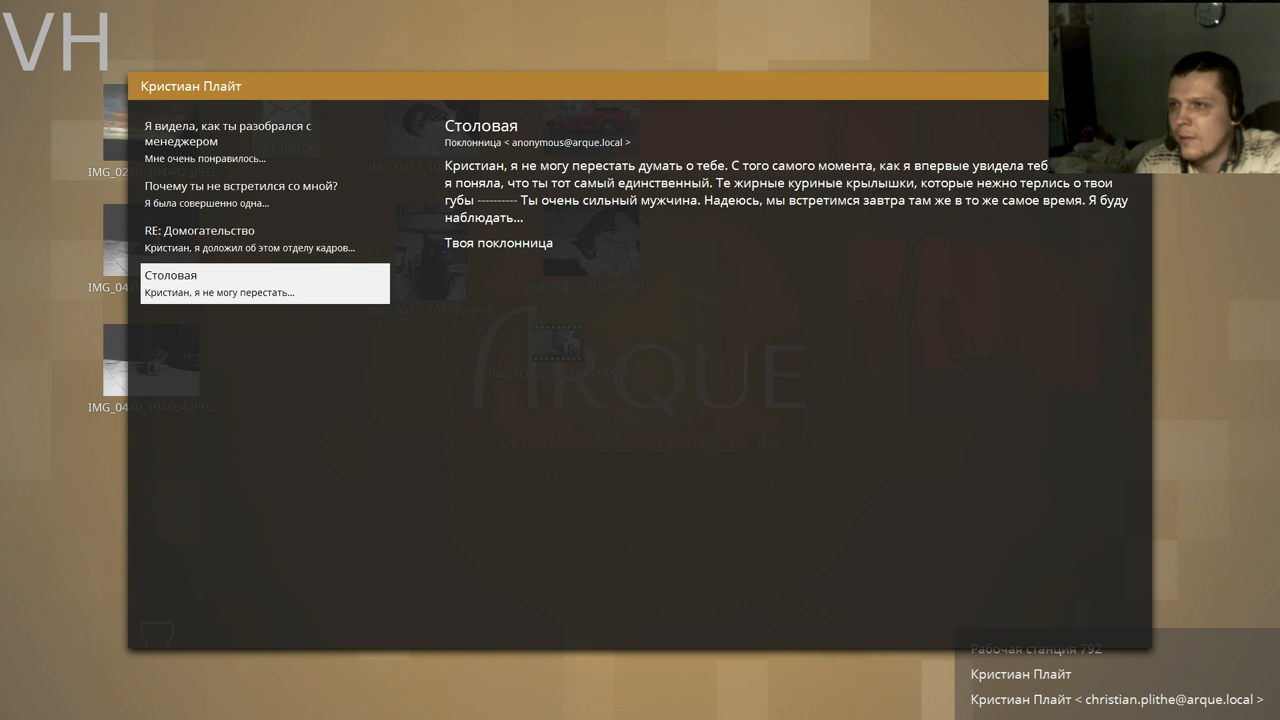 VH
Кристиан Плайт
Я видела, как ты разобрался с
менеджером
Мне очень понравилось...
Почему ты не встретился со мной?
Я была совершенно одна...
RE: Домогательство
Кристиан, я доложил об этом отделу кадров...
Столовая
Кристиан, я не могу перестать...
Столовая
Поклонница < anonymous@arque.local >
Кристиан, я не могу перестать думать о тебе. С того самого момента, как я впервые увидела
я поняла, что ты тот самый единственный. Те жирные куриные крылышки, которые нежно терлись о твои
губы ---------- Ты очень сильный мужчина. Надеюсь, мы встретимся завтра там же в то же самое время. Я буду
наблюдать...
Твоя поклонница
ARQUE
Рабочая станция 792
Кристиан Плайт
Кристиан Плайт < christian.plithe@arque.local >